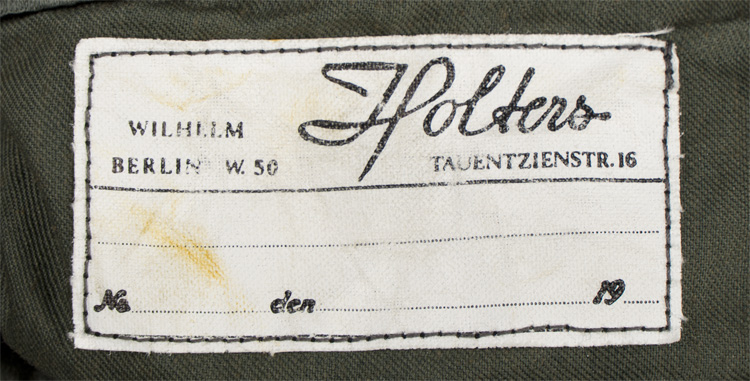 WILHELM Holters
BERLIN W. 50 TAUENTZIENSTR. 16
No den 19